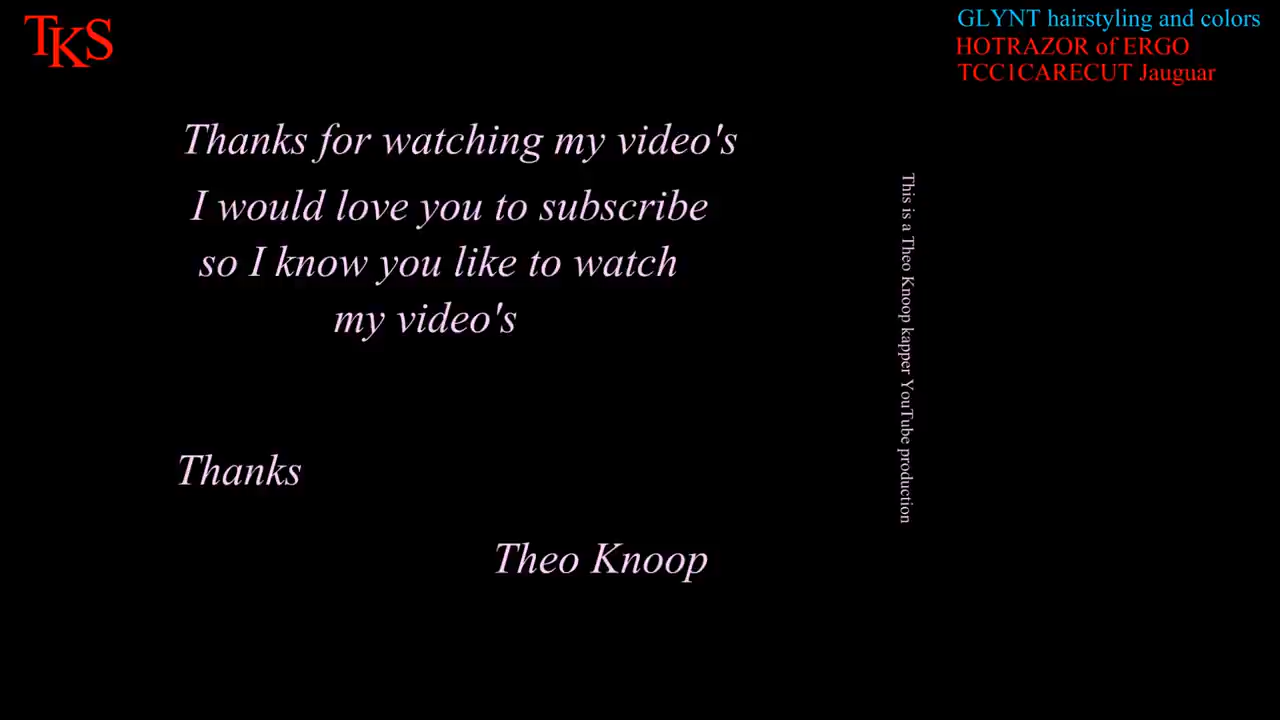 TKS
GLYNT hairstyling and colors
HOTRAZOR of ERGO
TCC1CARECUT Jauguar
Thanks for watching my video's
I would love you to subscribe
so I know you like to watch
my video's
This is a Theo Knoop kapper YouTube production
Thanks
Theo Knoop